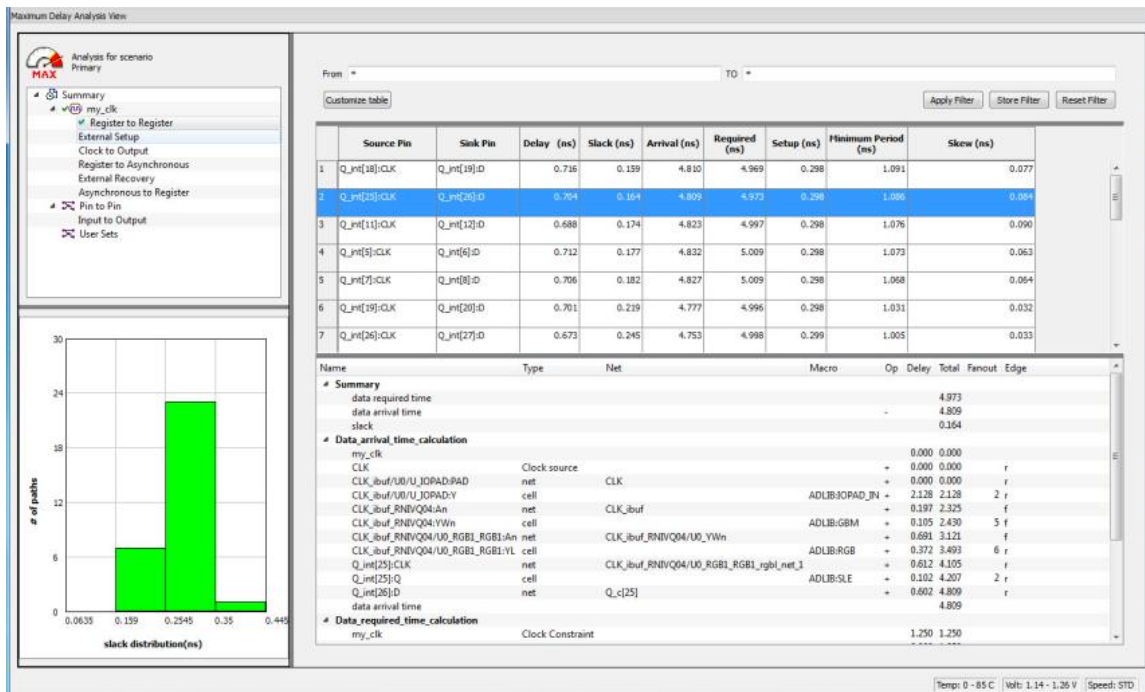 Maximum Delay Analysis View
Analysis for scenario
Primary
MAX
Summary
my_clk
Register to Register
External Setup
Clock to Output
Register to Asynchronous
External Recovery
Asynchronous to Register
Pin to Pin
Input to Output
User Sets
From * TO *
Customize table Apply Filter Store Filter Reset Filter
Source Pin Sink Pin Delay (ns) Slack (ns) Arrival (ns) Required (ns) Setup (ns) Minimum Period (ns) Skew (ns)
1 Q_int[18]:CLK Q_int[19]:D 0.716 0.159 4.810 4.969 0.298 1.091 0.077
2 Q_int[25]:CLK Q_int[26]:D 0.704 0.164 4.809 4.973 0.298 1.086 0.084
3 Q_int[11]:CLK Q_int[12]:D 0.688 0.174 4.823 4.997 0.298 1.076 0.090
4 Q_int[5]:CLK Q_int[6]:D 0.712 0.177 4.832 5.009 0.298 1.073 0.063
5 Q_int[7]:CLK Q_int[8]:D 0.706 0.182 4.827 5.009 0.298 1.068 0.064
6 Q_int[19]:CLK Q_int[20]:D 0.701 0.219 4.777 4.996 0.298 1.031 0.032
7 Q_int[26]:CLK Q_int[27]:D 0.673 0.245 4.753 4.998 0.299 1.005 0.033
Name Type Net Macro Op Delay Total Fanout Edge
Summary
data required time 4.973
data arrival time - 4.809
slack 0.164
Data_arrival_time_calculation
my_clk 0.000 0.000
CLK Clock source + 0.000 0.000 r
CLK_ibuf/U0/U_IOPAD:PAD net CLK + 0.000 0.000 r
CLK_ibuf/U0/U_IOPAD:Y cell ADLIB:IOPAD_IN + 2.128 2.128 2 r
CLK_ibuf_RNIVQ04:An net CLK_ibuf + 0.197 2.325 f
CLK_ibuf_RNIVQ04:YWn cell ADLIB:GBM + 0.105 2.430 5 f
CLK_ibuf_RNIVQ04/U0_RGB1_RGB1:An net CLK_ibuf_RNIVQ04/U0_YWn + 0.691 3.121 f
CLK_ibuf_RNIVQ04/U0_RGB1_RGB1:YL cell ADLIB:RGB + 0.372 3.493 6 r
Q_int[25]:CLK net CLK_ibuf_RNIVQ04/U0_RGB1_RGB1_rgbl_net_1 + 0.612 4.105 r
Q_int[25]:Q cell ADLIB:SLE + 0.102 4.207 2 r
Q_int[26]:D net Q_c[25] + 0.602 4.809 r
data arrival time 4.809
Data_required_time_calculation
my_clk Clock Constraint 1.250 1.250
# of paths
30
24
18
12
6
0
0.0635 0.159 0.2545 0.35 0.445
slack distribution(ns)
Temp: 0 - 85 C Volt: 1.14 - 1.26 V Speed: STD